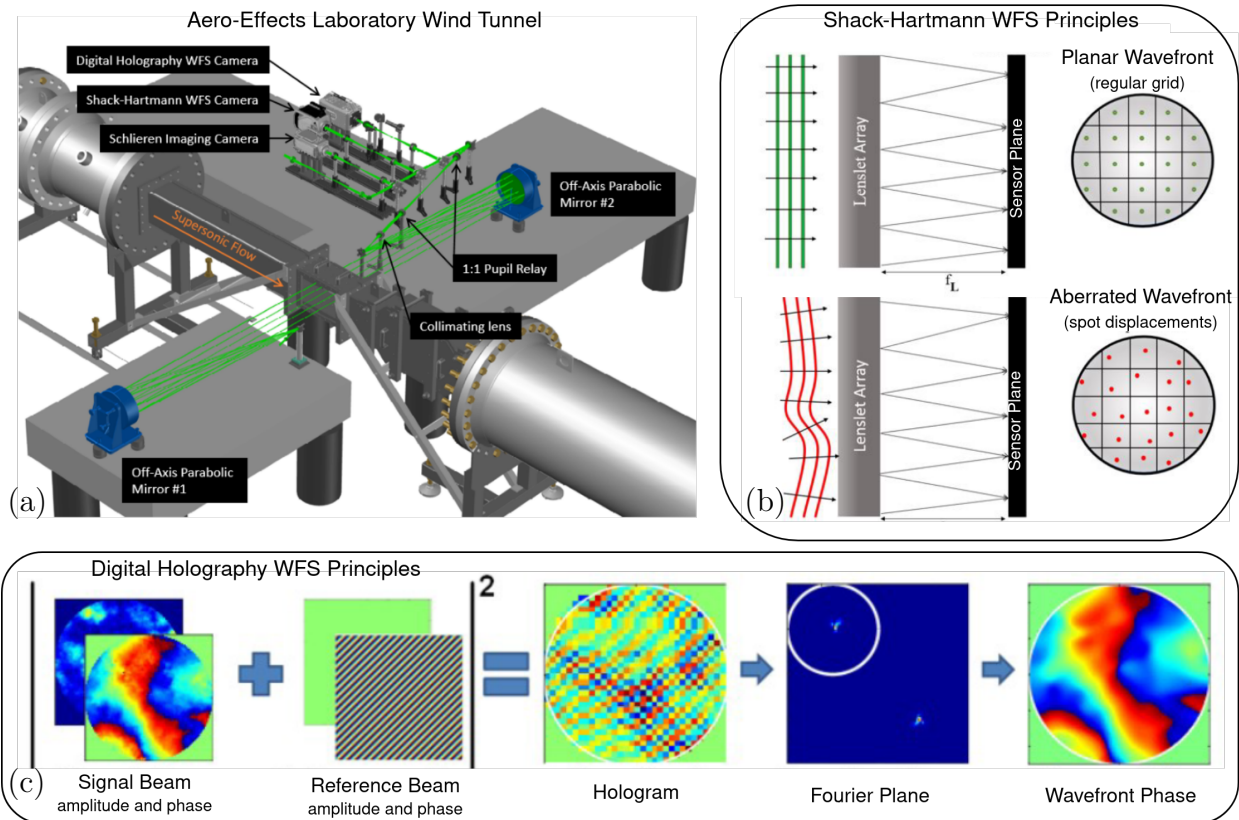 Aero-Effects Laboratory Wind Tunnel
Digital Holography WFS Camera
Shack-Hartmann WFS Camera
Schlieren Imaging Camera
Off-Axis Parabolic
Mirror #2
Supersonic Flow
1:1 Pupil Relay
Collimating lens
Off-Axis Parabolic
Mirror #1
(a)
Shack-Hartmann WFS Principles
Lenslet Array
Sensor Plane
Planar Wavefront
(regular grid)
fL
Lenslet Array
Sensor Plane
Aberrated Wavefront
(spot displacements)
(b)
Digital Holography WFS Principles
2
Signal Beam
amplitude and phase
Reference Beam
amplitude and phase
Hologram
Fourier Plane
Wavefront Phase
(c)